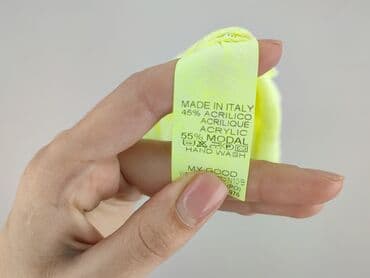 MADE IN ITALY
45% ACRILICO
ACRILIQUE
ACRYLIC
55% MODAL
HAND WASH
MY GOOD